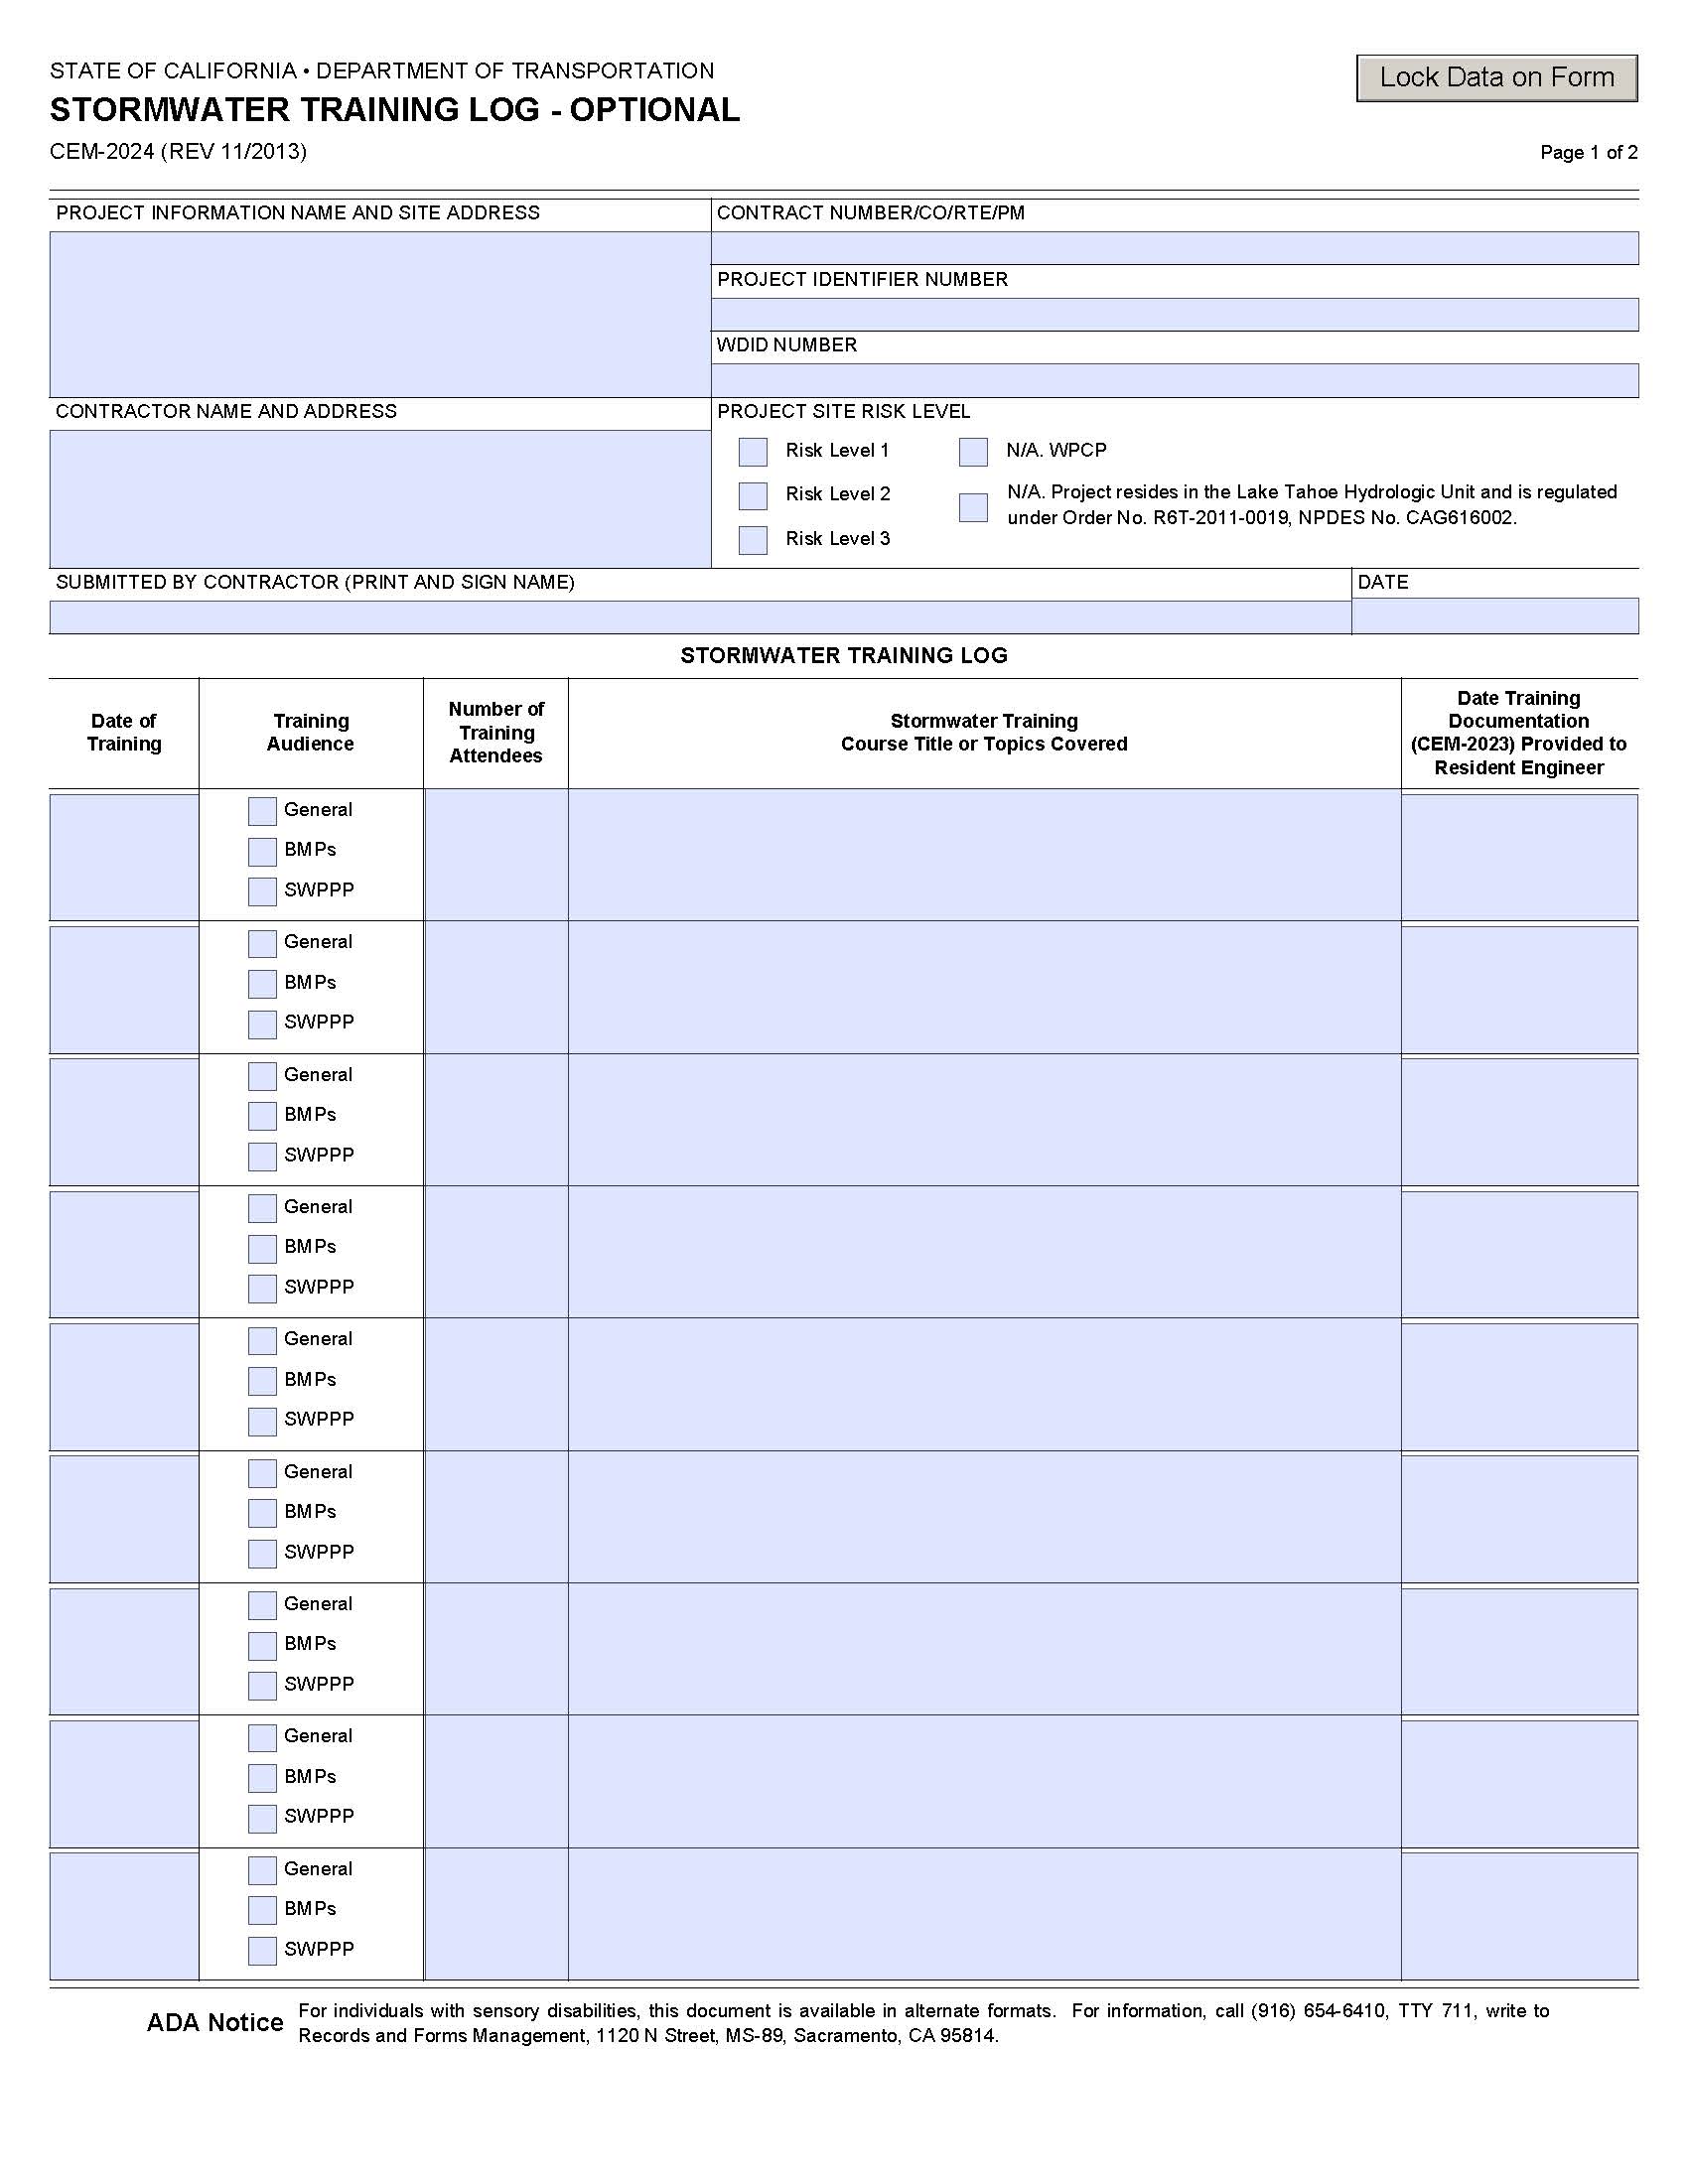 STATE OF CALIFORNIA • DEPARTMENT OF TRANSPORTATION
STORMWATER TRAINING LOG - OPTIONAL
CEM-2024 (REV 11/2013)
Lock Data on Form
Page 1 of 2
PROJECT INFORMATION NAME AND SITE ADDRESS
CONTRACT NUMBER/CO/RTE/PM
PROJECT IDENTIFIER NUMBER
WDID NUMBER
CONTRACTOR NAME AND ADDRESS
PROJECT SITE RISK LEVEL
Risk Level 1
Risk Level 2
Risk Level 3
N/A. WPCP
N/A. Project resides in the Lake Tahoe Hydrologic Unit and is regulated
under Order No. R6T-2011-0019, NPDES No. CAG616002.
SUBMITTED BY CONTRACTOR (PRINT AND SIGN NAME)
DATE
STORMWATER TRAINING LOG
Date of
Training
Training
Audience
Number of
Training
Attendees
Stormwater Training
Course Title or Topics Covered
Date Training
Documentation
(CEM-2023) Provided to
Resident Engineer
General
BMPs
SWPPP
General
BMPs
SWPPP
General
BMPs
SWPPP
General
BMPs
SWPPP
General
BMPs
SWPPP
General
BMPs
SWPPP
General
BMPs
SWPPP
General
BMPs
SWPPP
General
BMPs
SWPPP
ADA Notice
For individuals with sensory disabilities, this document is available in alternate formats. For information, call (916) 654-6410, TTY 711, write to
Records and Forms Management, 1120 N Street, MS-89, Sacramento, CA 95814.